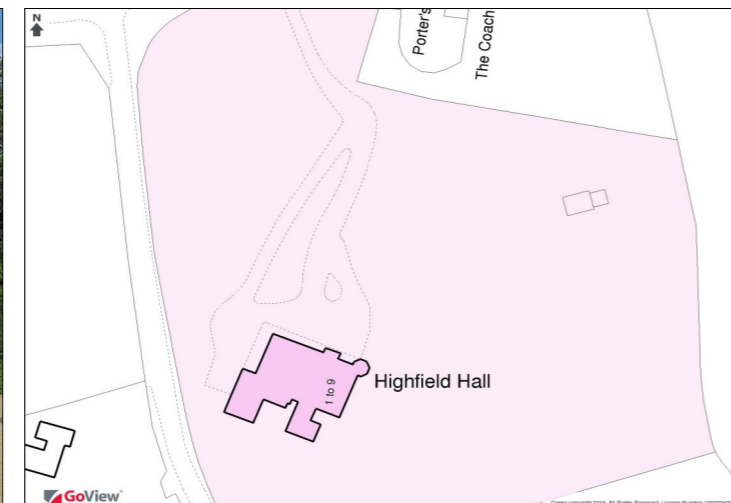 N
Porter's
The Coach
Highfield Hall
1 to 9
GoView